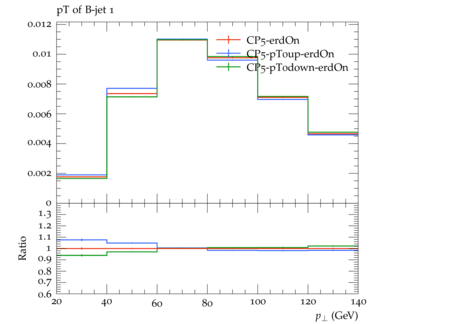 pT of B-jet 1
0.012
0.01
0.008
0.006
0.004
0.002
0
CP5-erdOn
CP5-pToup-erdOn
CP5-pTodown-erdOn
1.3
1.2
1.1
1
0.9
0.8
0.7
0.6
Ratio
20 40 60 80 100 120 140
p⊥ (GeV)